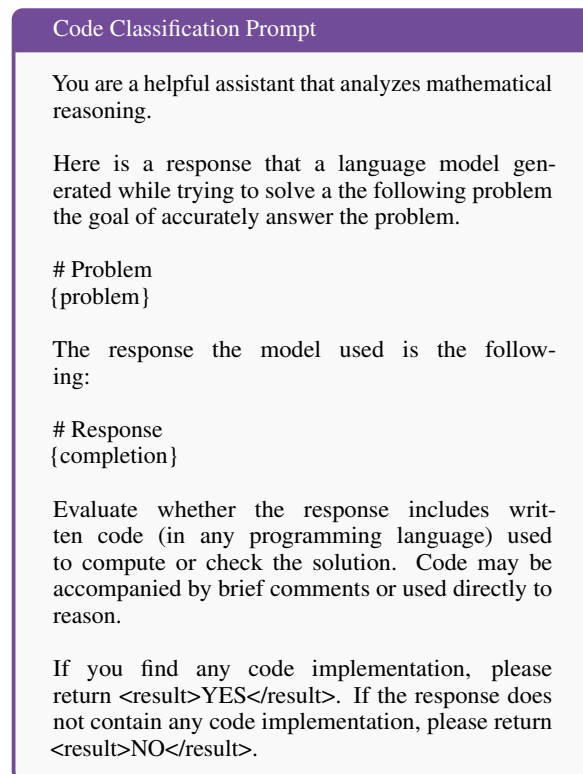 Code Classification Prompt
You are a helpful assistant that analyzes mathematical
reasoning.
Here is a response that a language model gen-
erated while trying to solve a the following problem
the goal of accurately answer the problem.
# Problem
{problem}
The response the model used is the follow-
ing:
# Response
{completion}
Evaluate whether the response includes writ-
ten code (in any programming language) used
to compute or check the solution. Code may be
accompanied by brief comments or used directly to
reason.
If you find any code implementation, please
return <result>YES</result>. If the response does
not contain any code implementation, please return
<result>NO</result>.